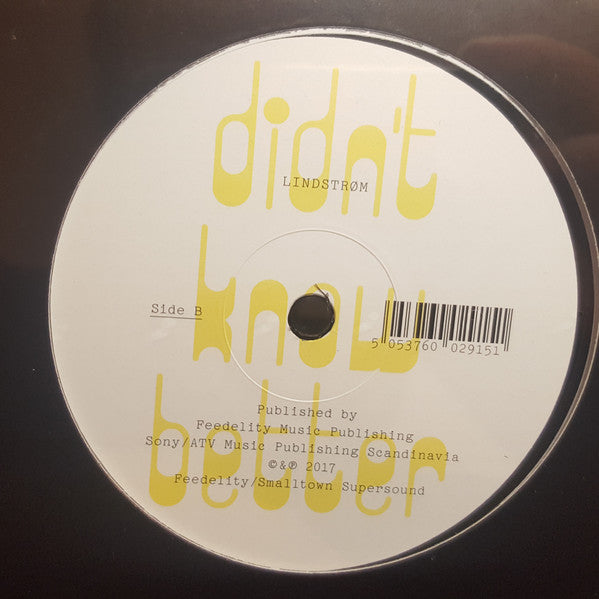 didn't
LINDSTRØM
know
Side B
5 053760 029151
better
Published by
Feedelity Music Publishing
Sony/ATV Music Publishing Scandinavia
©&℗ 2017
Feedelity/Smalltown Supersound